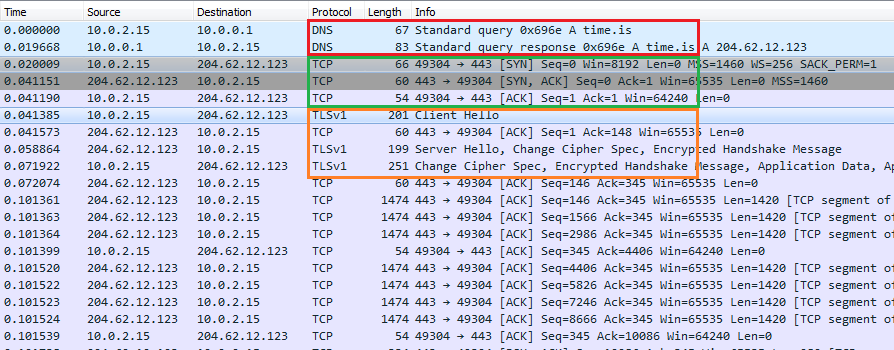 Time Source Destination Protocol Length Info
0.000000 10.0.2.15 10.0.0.1 DNS 67 Standard query 0x696e A time.is
0.019668 10.0.0.1 10.0.2.15 DNS 83 Standard query response 0x696e A time.is A 204.62.12.123
0.020009 10.0.2.15 204.62.12.123 TCP 66 49304 → 443 [SYN] Seq=0 Win=8192 Len=0 MSS=1460 WS=256 SACK_PERM=1
0.041151 204.62.12.123 10.0.2.15 TCP 60 443 → 49304 [SYN, ACK] Seq=0 Ack=1 Win=65535 Len=0 MSS=1460
0.041190 10.0.2.15 204.62.12.123 TCP 54 49304 → 443 [ACK] Seq=1 Ack=1 Win=64240 Len=0
0.041385 10.0.2.15 204.62.12.123 TLSv1 201 Client Hello
0.041573 204.62.12.123 10.0.2.15 TCP 60 443 → 49304 [ACK] Seq=1 Ack=148 Win=65535 Len=0
0.058864 204.62.12.123 10.0.2.15 TLSv1 199 Server Hello, Change Cipher Spec, Encrypted Handshake Message
0.071922 10.0.2.15 204.62.12.123 TLSv1 251 Change Cipher Spec, Encrypted Handshake Message, Application Data, Ap
0.072074 204.62.12.123 10.0.2.15 TCP 60 443 → 49304 [ACK] Seq=146 Ack=345 Win=65535 Len=0
0.101361 204.62.12.123 10.0.2.15 TCP 1474 443 → 49304 [ACK] Seq=146 Ack=345 Win=65535 Len=1420 [TCP segment of
0.101363 204.62.12.123 10.0.2.15 TCP 1474 443 → 49304 [ACK] Seq=1566 Ack=345 Win=65535 Len=1420 [TCP segment of
0.101364 204.62.12.123 10.0.2.15 TCP 1474 443 → 49304 [ACK] Seq=2986 Ack=345 Win=65535 Len=1420 [TCP segment of
0.101399 10.0.2.15 204.62.12.123 TCP 54 49304 → 443 [ACK] Seq=345 Ack=4406 Win=64240 Len=0
0.101520 204.62.12.123 10.0.2.15 TCP 1474 443 → 49304 [ACK] Seq=4406 Ack=345 Win=65535 Len=1420 [TCP segment of
0.101522 204.62.12.123 10.0.2.15 TCP 1474 443 → 49304 [ACK] Seq=5826 Ack=345 Win=65535 Len=1420 [TCP segment of
0.101523 204.62.12.123 10.0.2.15 TCP 1474 443 → 49304 [ACK] Seq=7246 Ack=345 Win=65535 Len=1420 [TCP segment of
0.101524 204.62.12.123 10.0.2.15 TCP 1474 443 → 49304 [ACK] Seq=8666 Ack=345 Win=65535 Len=1420 [TCP segment of
0.101539 10.0.2.15 204.62.12.123 TCP 54 49304 → 443 [ACK] Seq=345 Ack=10086 Win=64240 Len=0